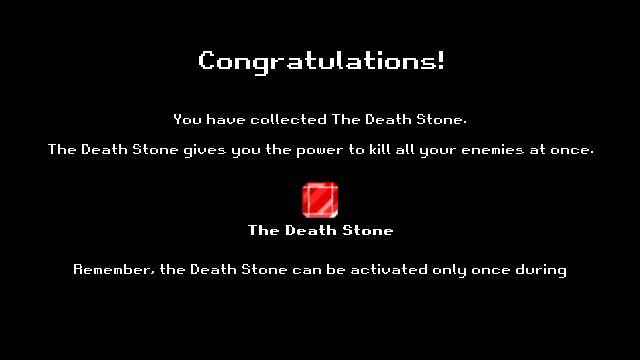 Congratulations!
You have collected The Death Stone.
The Death Stone gives you the power to kill all your enemies at once.
The Death Stone
Remember, the Death Stone can be activated only once during